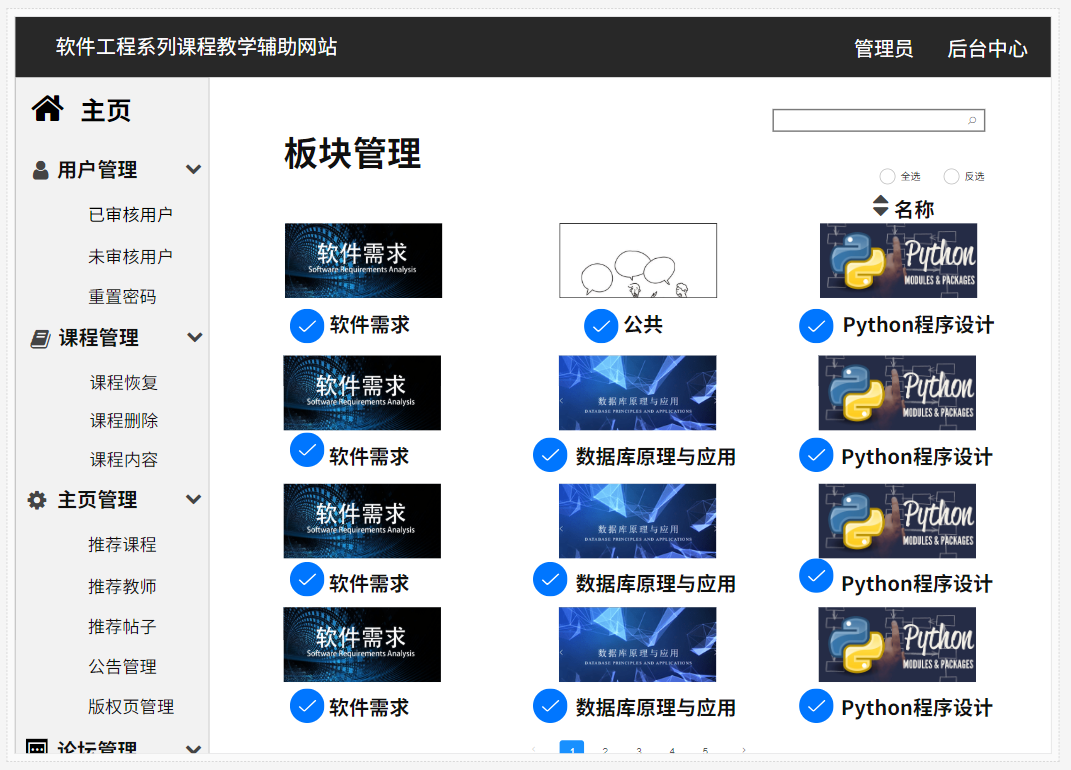 软件工程系列课程教学辅助网站
管理员 后台中心
主页
用户管理
已审核用户
未审核用户
重置密码
课程管理
课程恢复
课程删除
课程内容
主页管理
推荐课程
推荐教师
推荐帖子
公告管理
版权页管理
论坛管理
板块管理
全选 反选
名称
软件需求
Software Requirements Analysis
Python
MODULES & PACKAGES
软件需求 公共 Python程序设计
软件需求
Software Requirements Analysis
数据库原理与应用
DATABASE PRINCIPLES AND APPLICATIONS
Python
MODULES & PACKAGES
软件需求 数据库原理与应用 Python程序设计
软件需求
Software Requirements Analysis
数据库原理与应用
DATABASE PRINCIPLES AND APPLICATIONS
Python
MODULES & PACKAGES
软件需求 数据库原理与应用 Python程序设计
软件需求
Software Requirements Analysis
数据库原理与应用
DATABASE PRINCIPLES AND APPLICATIONS
Python
MODULES & PACKAGES
软件需求 数据库原理与应用 Python程序设计
‹ 1 2 3 4 5 ›